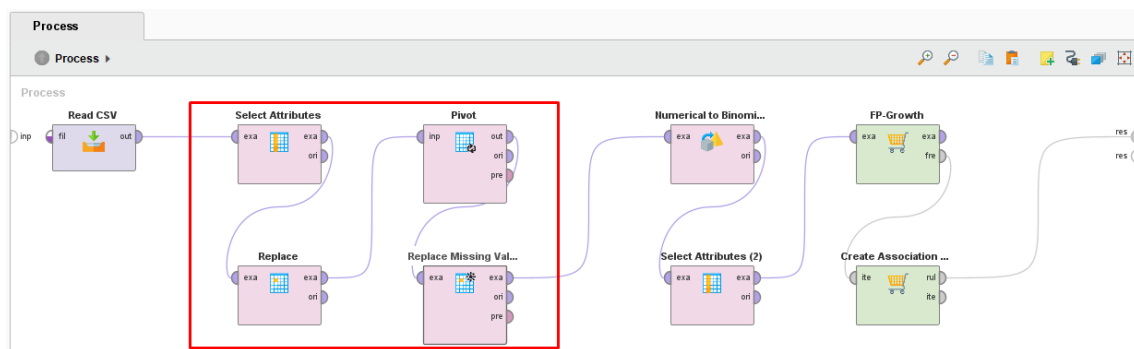 Process
Process
Process
Read CSV
inp
fil
out
Select Attributes
exa
exa
ori
Pivot
inp
out
ori
pre
Numerical to Binomi...
exa
exa
ori
FP-Growth
exa
exa
fre
res
res
Replace
exa
exa
ori
Replace Missing Val...
exa
exa
ori
pre
Select Attributes (2)
exa
exa
ori
Create Association ...
ite
rul
ite